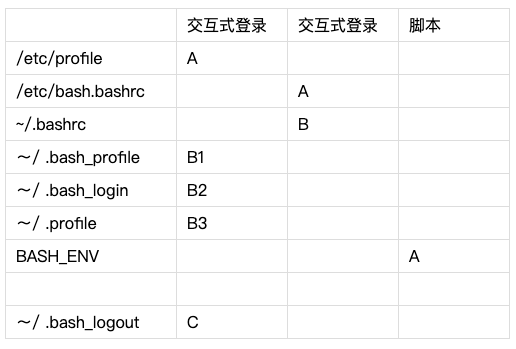 交互式登录 交互式登录 脚本
/etc/profile A
/etc/bash.bashrc A
~/.bashrc B
～/ .bash_profile B1
～/ .bash_login B2
～/ .profile B3
BASH_ENV A
～/ .bash_logout C